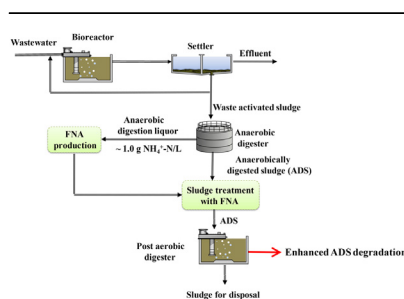 Bioreactor
Wastewater
Settler
Effluent
Waste activated sludge
Anaerobic
digestion liquor
FNA
production
~ 1.0 g NH₄⁺-N/L
Anaerobic
digester
Anaerobically
digested sludge (ADS)
Sludge treatment
with FNA
ADS
Post aerobic
digester
Enhanced ADS degradation
Sludge for disposal